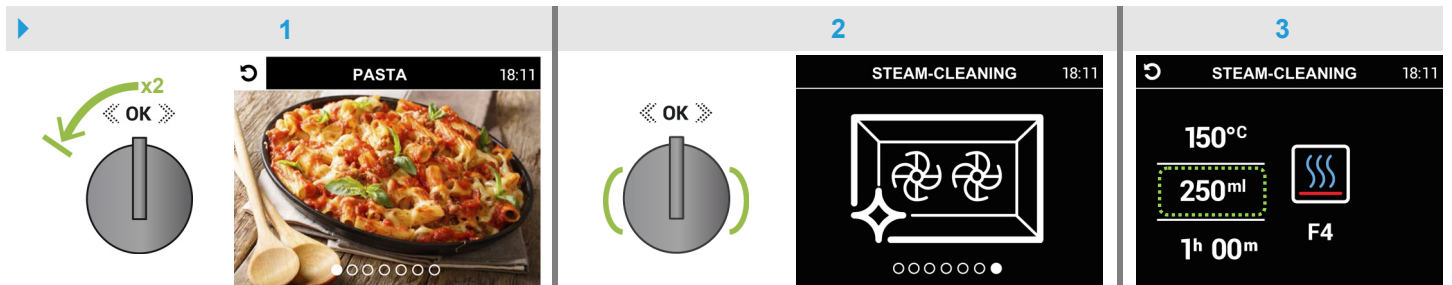 1
2
3
x2
OK
PASTA 18:11
OK
STEAM-CLEANING 18:11
STEAM-CLEANING 18:11
150°C
250ml
1h 00m
F4